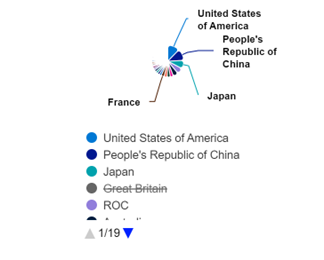 United States
of America
People's
Republic of
China
Japan
France
United States of America
People's Republic of China
Japan
Great Britain
ROC
1/19